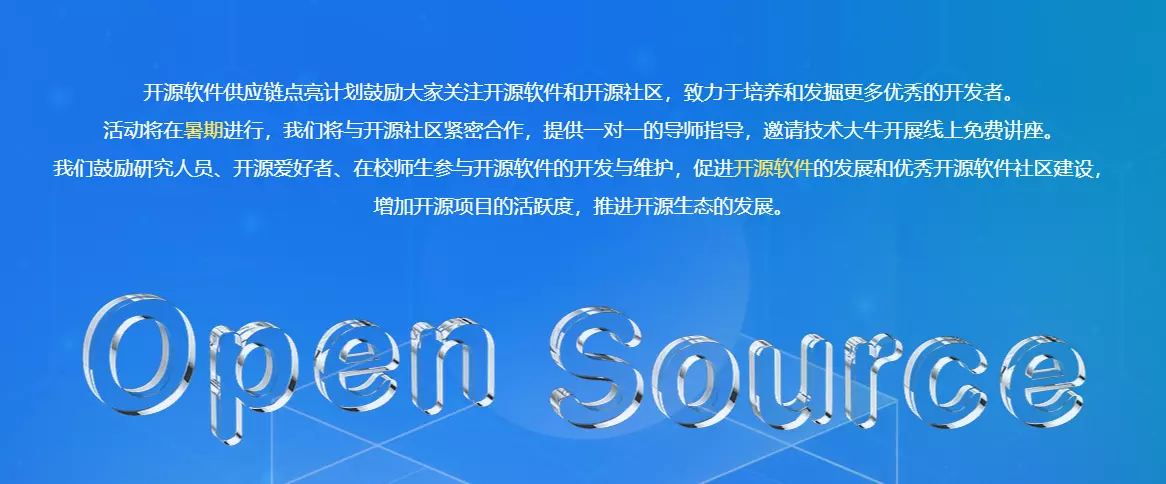 开源软件供应链点亮计划鼓励大家关注开源软件和开源社区，致力于培养和发掘更多优秀的开发者。
活动将在暑期进行，我们将与开源社区紧密合作，提供一对一的导师指导，邀请技术大牛开展线上免费讲座。
我们鼓励研究人员、开源爱好者、在校师生参与开源软件的开发与维护，促进开源软件的发展和优秀开源软件社区建设，
增加开源项目的活跃度，推进开源生态的发展。
Open Source